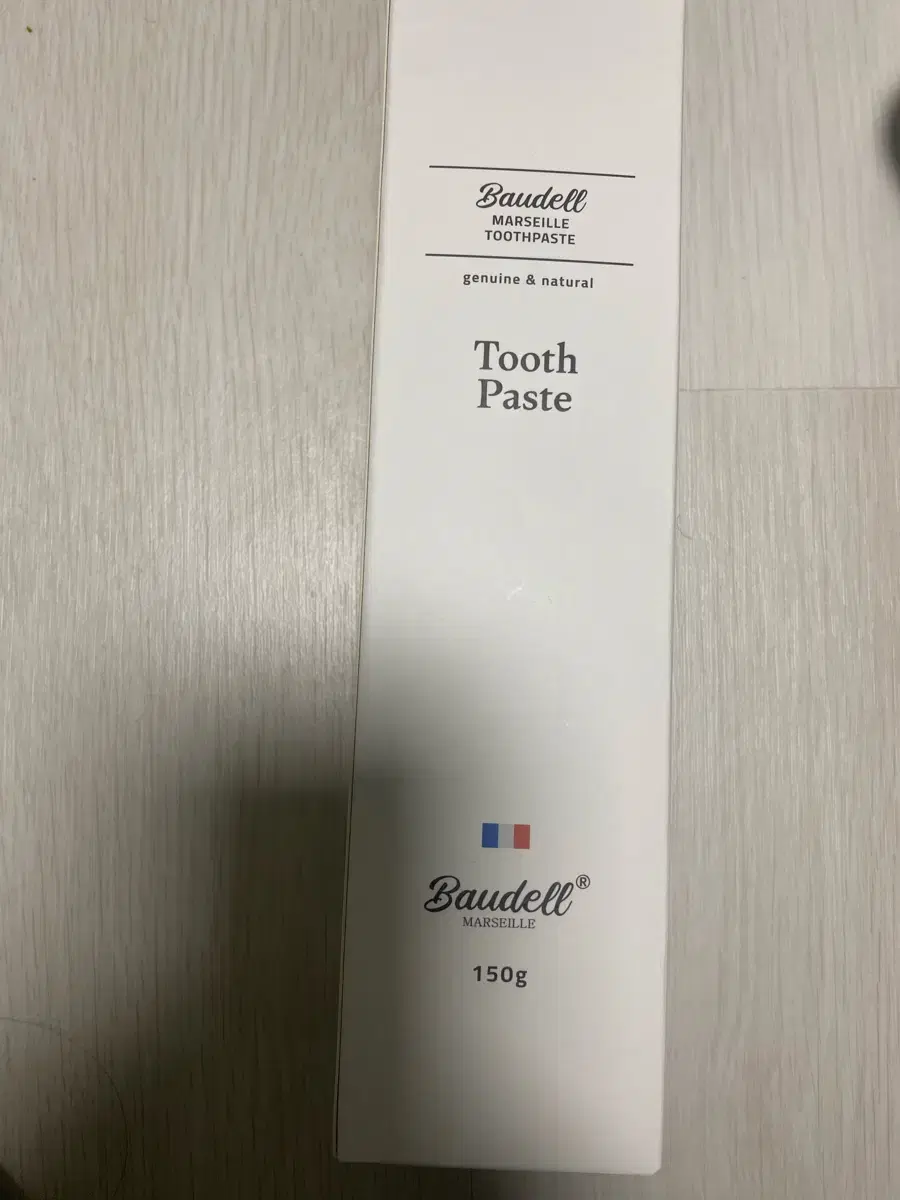 Baudell
MARSEILLE
TOOTHPASTE
genuine & natural
Tooth
Paste
Baudell®
MARSEILLE
150g